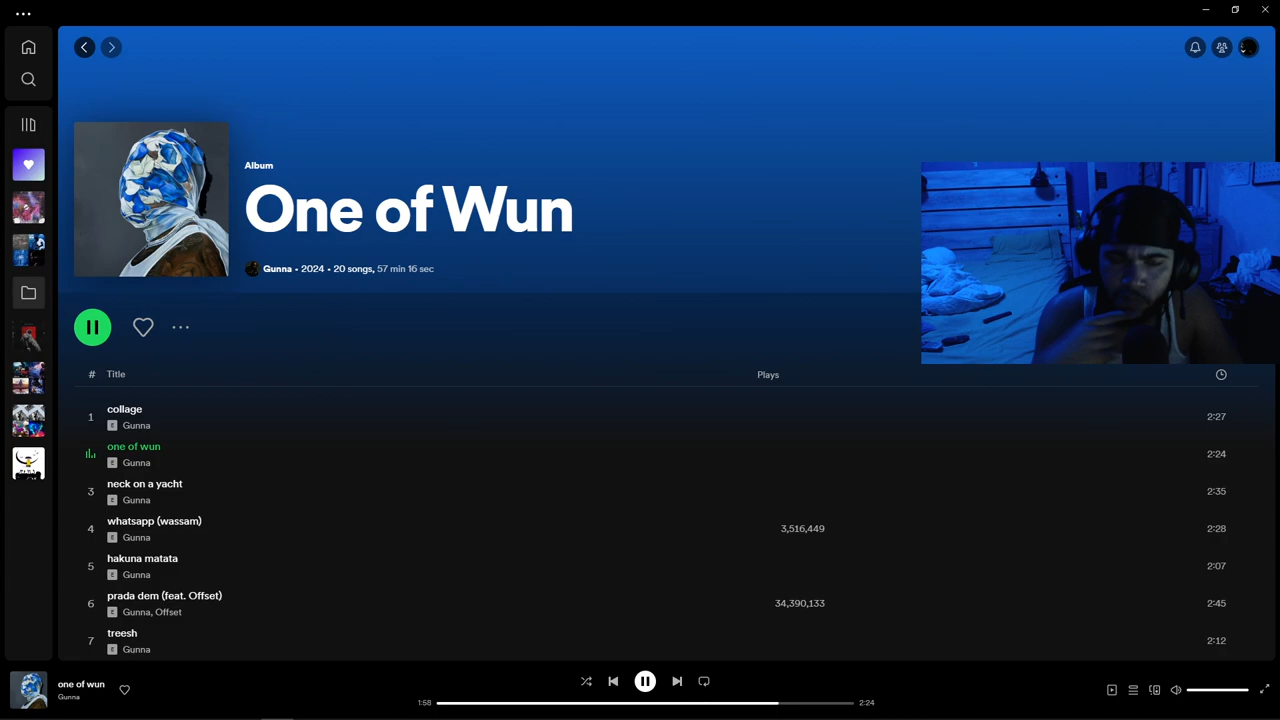 Album
One of Wun
Gunna • 2024 • 20 songs, 57 min 16 sec
# Title Plays
1 collage 2:27
E Gunna
one of wun 2:24
E Gunna
3 neck on a yacht 2:35
E Gunna
4 whatsapp (wassam) 3,516,449 2:28
E Gunna
5 hakuna matata 2:07
E Gunna
6 prada dem (feat. Offset) 34,390,133 2:45
E Gunna, Offset
7 treesh 2:12
E Gunna
one of wun
Gunna
1:58 2:24